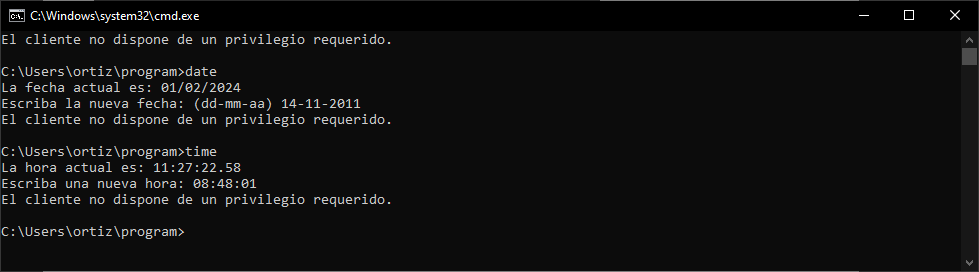 C:\Windows\system32\cmd.exe
El cliente no dispone de un privilegio requerido.
C:\Users\ortiz\program>date
La fecha actual es: 01/02/2024
Escriba la nueva fecha: (dd-mm-aa) 14-11-2011
El cliente no dispone de un privilegio requerido.
C:\Users\ortiz\program>time
La hora actual es: 11:27:22.58
Escriba una nueva hora: 08:48:01
El cliente no dispone de un privilegio requerido.
C:\Users\ortiz\program>